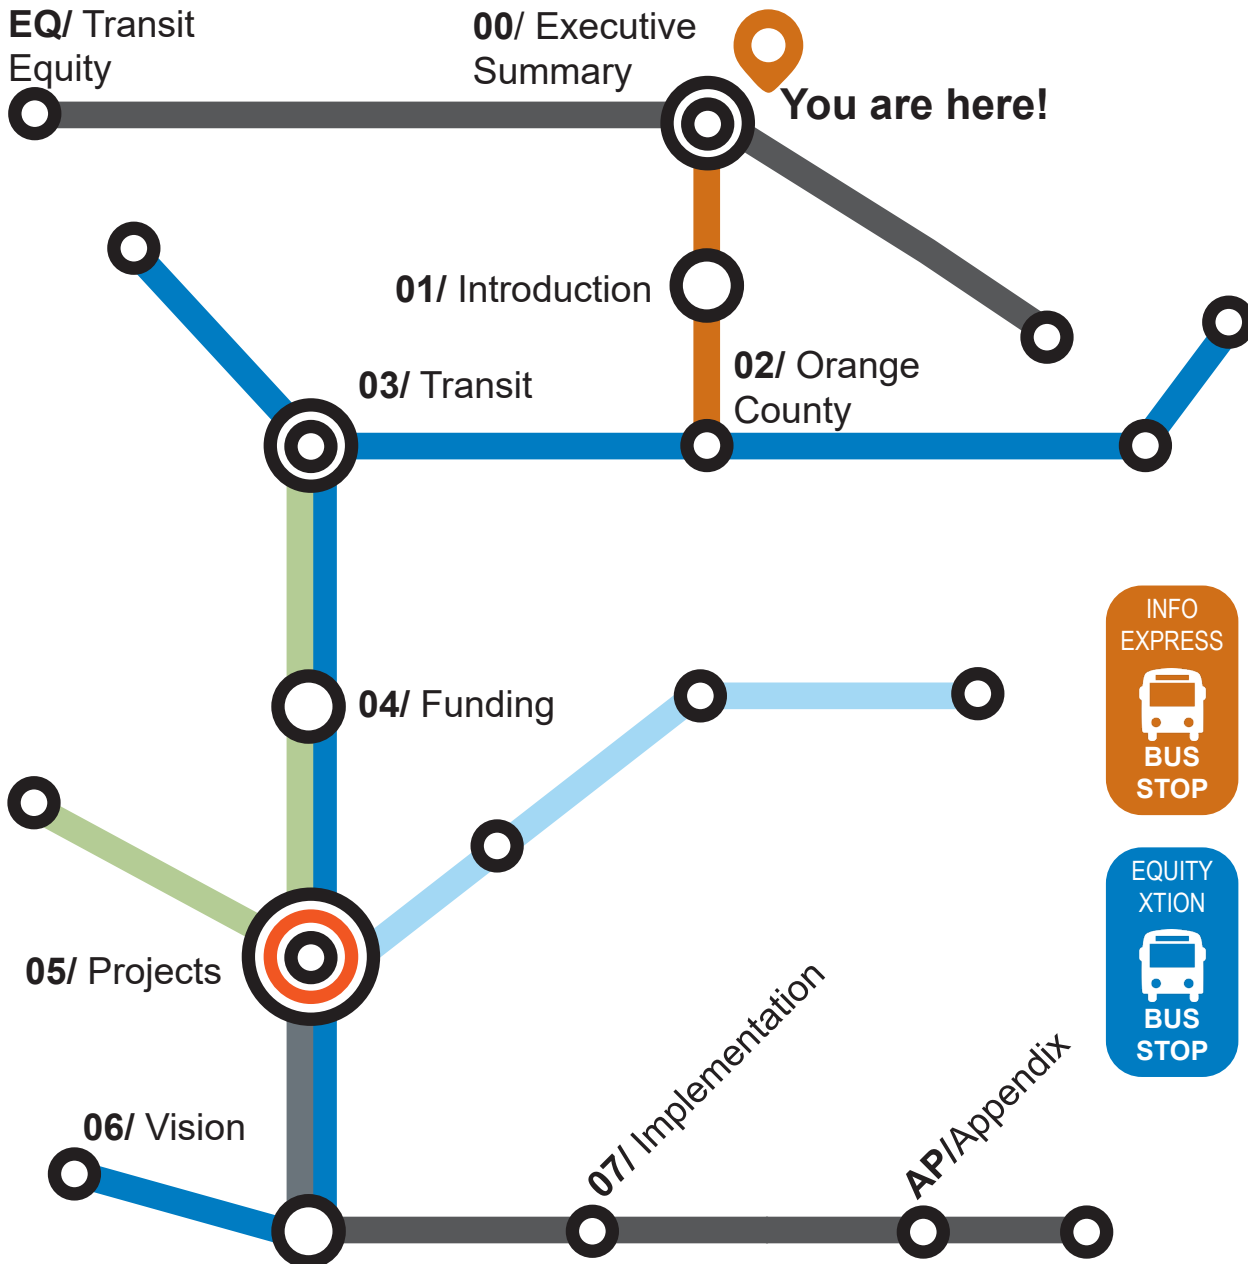 EQ/ Transit
Equity
00/ Executive
Summary
You are here!
01/ Introduction
02/ Orange
County
03/ Transit
04/ Funding
INFO
EXPRESS
BUS
STOP
EQUITY
XTION
BUS
STOP
05/ Projects
06/ Vision
07/ Implementation
AP/Appendix